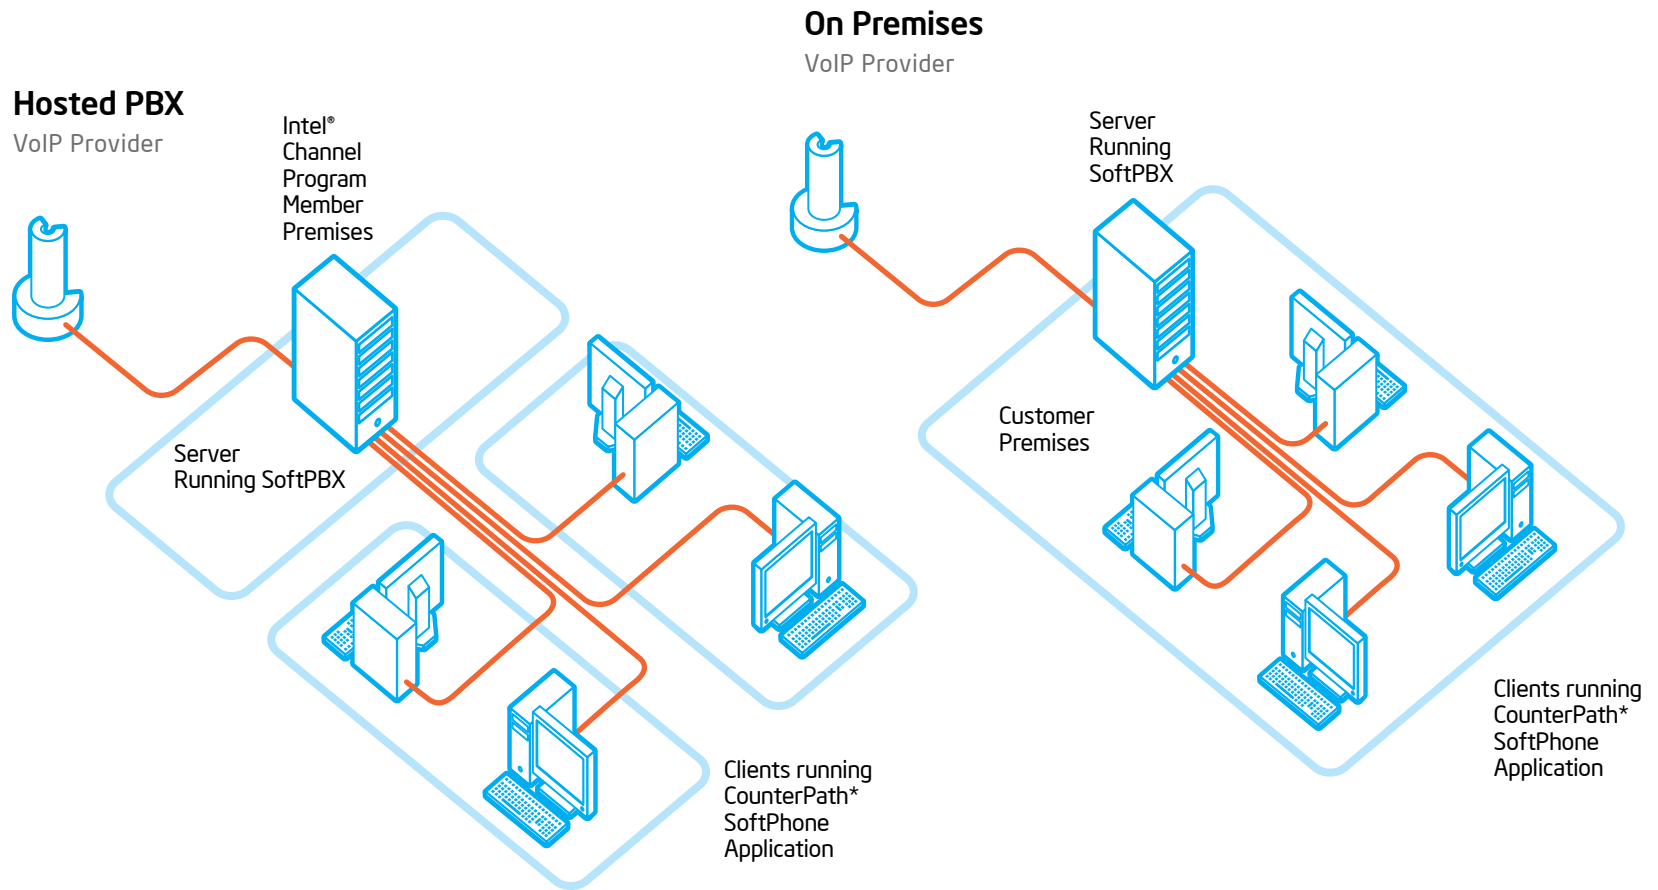 Hosted PBX
VoIP Provider
Intel®
Channel
Program
Member
Premises
Server
Running SoftPBX
Clients running
CounterPath*
SoftPhone
Application
On Premises
VoIP Provider
Server
Running
SoftPBX
Customer
Premises
Clients running
CounterPath*
SoftPhone
Application